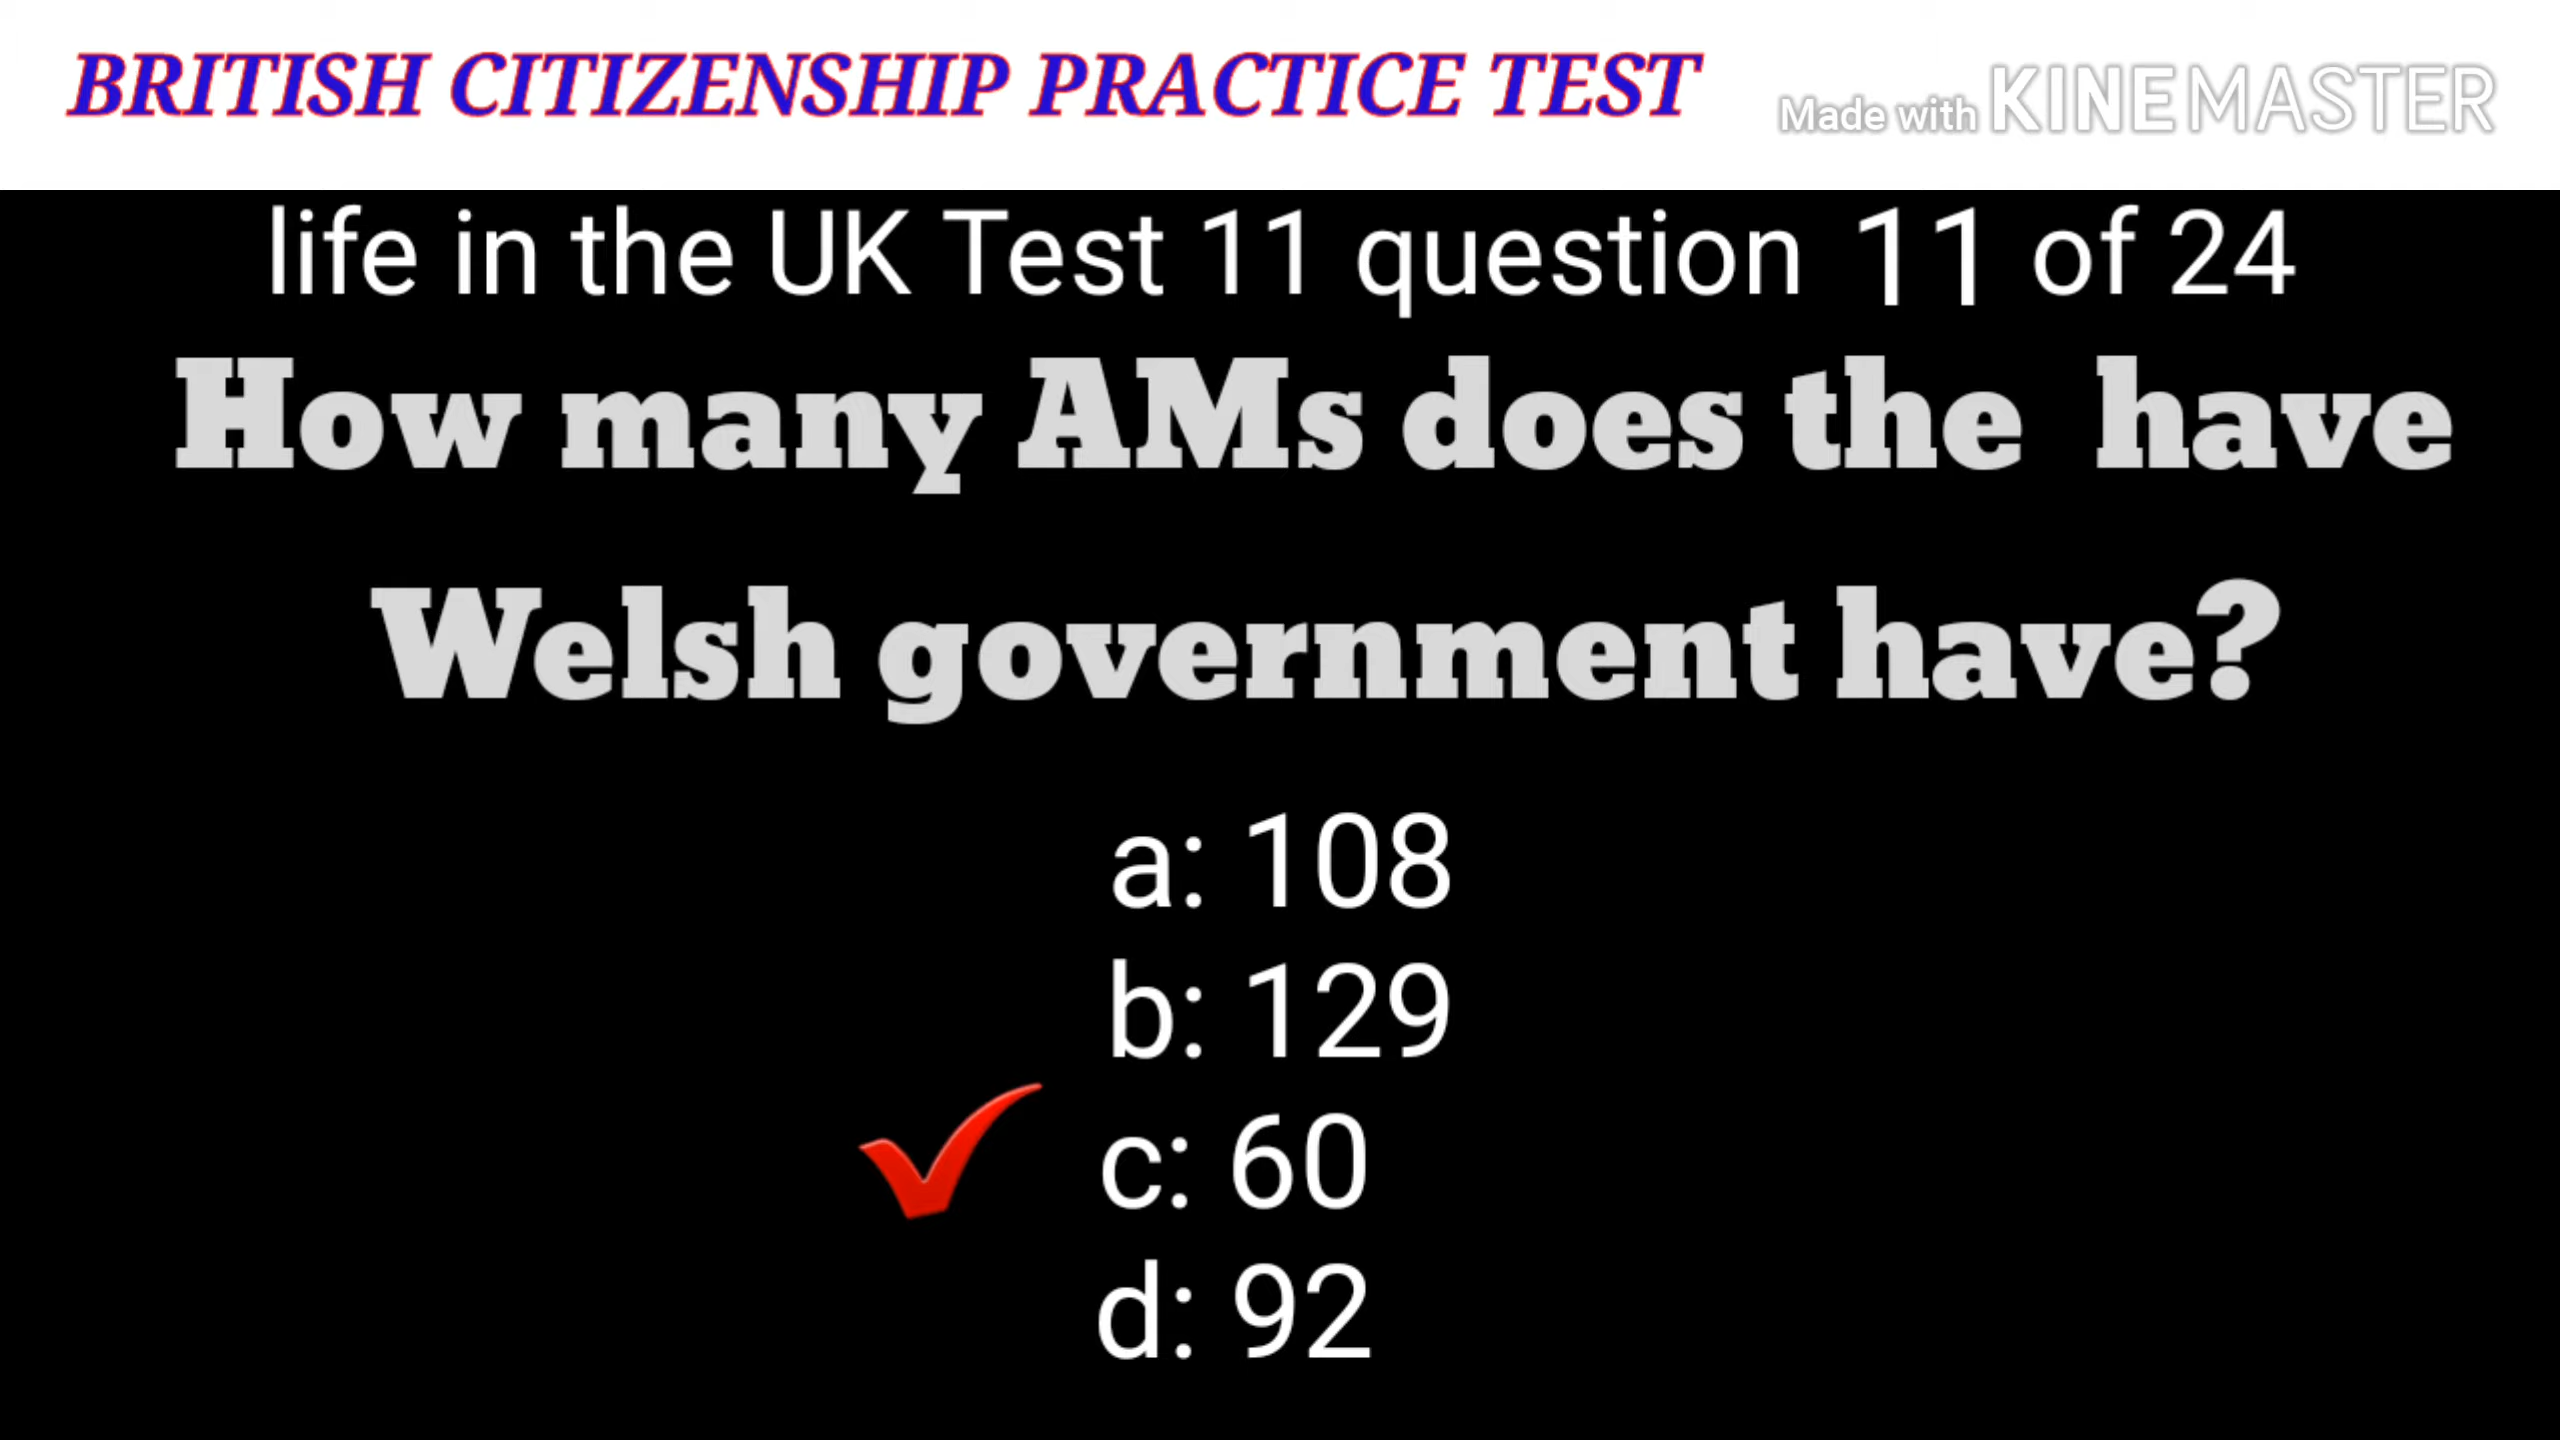 BRITISH CITIZENSHIP PRACTICE TEST
Made with KINEMASTER
life in the UK Test 11 question 11 of 24
How many AMs does the have
Welsh government have?
a: 108
b: 129
c: 60
d: 92